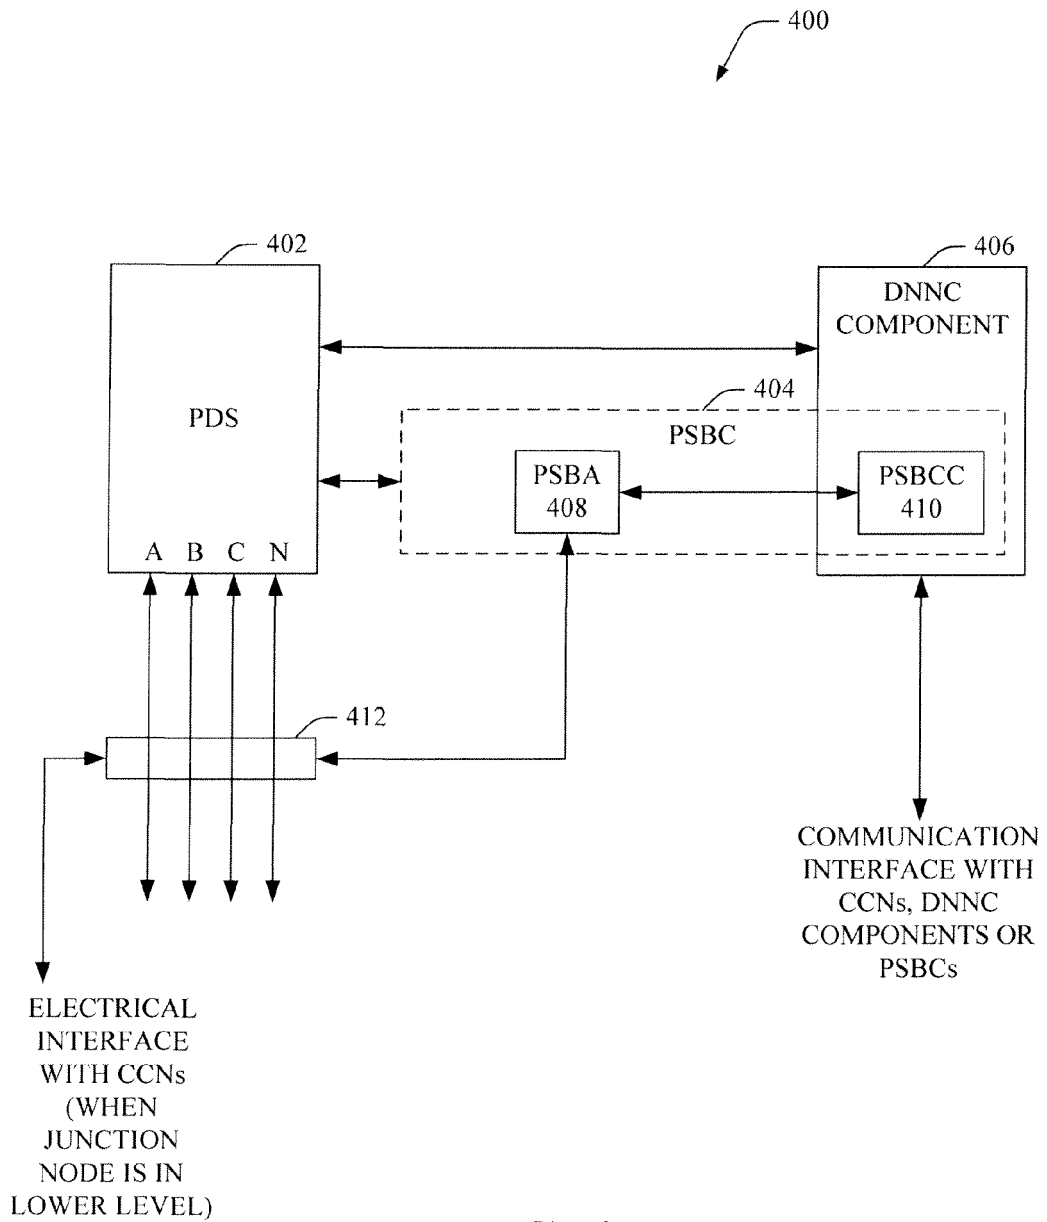 400
402
406
DNNC
COMPONENT
404
PDS
PSBC
PSBA
408
PSBCC
410
A B C N
412
COMMUNICATION
INTERFACE WITH
CCNs, DNNC
COMPONENTS OR
PSBCs
ELECTRICAL
INTERFACE
WITH CCNs
(WHEN
JUNCTION
NODE IS IN
LOWER LEVEL)